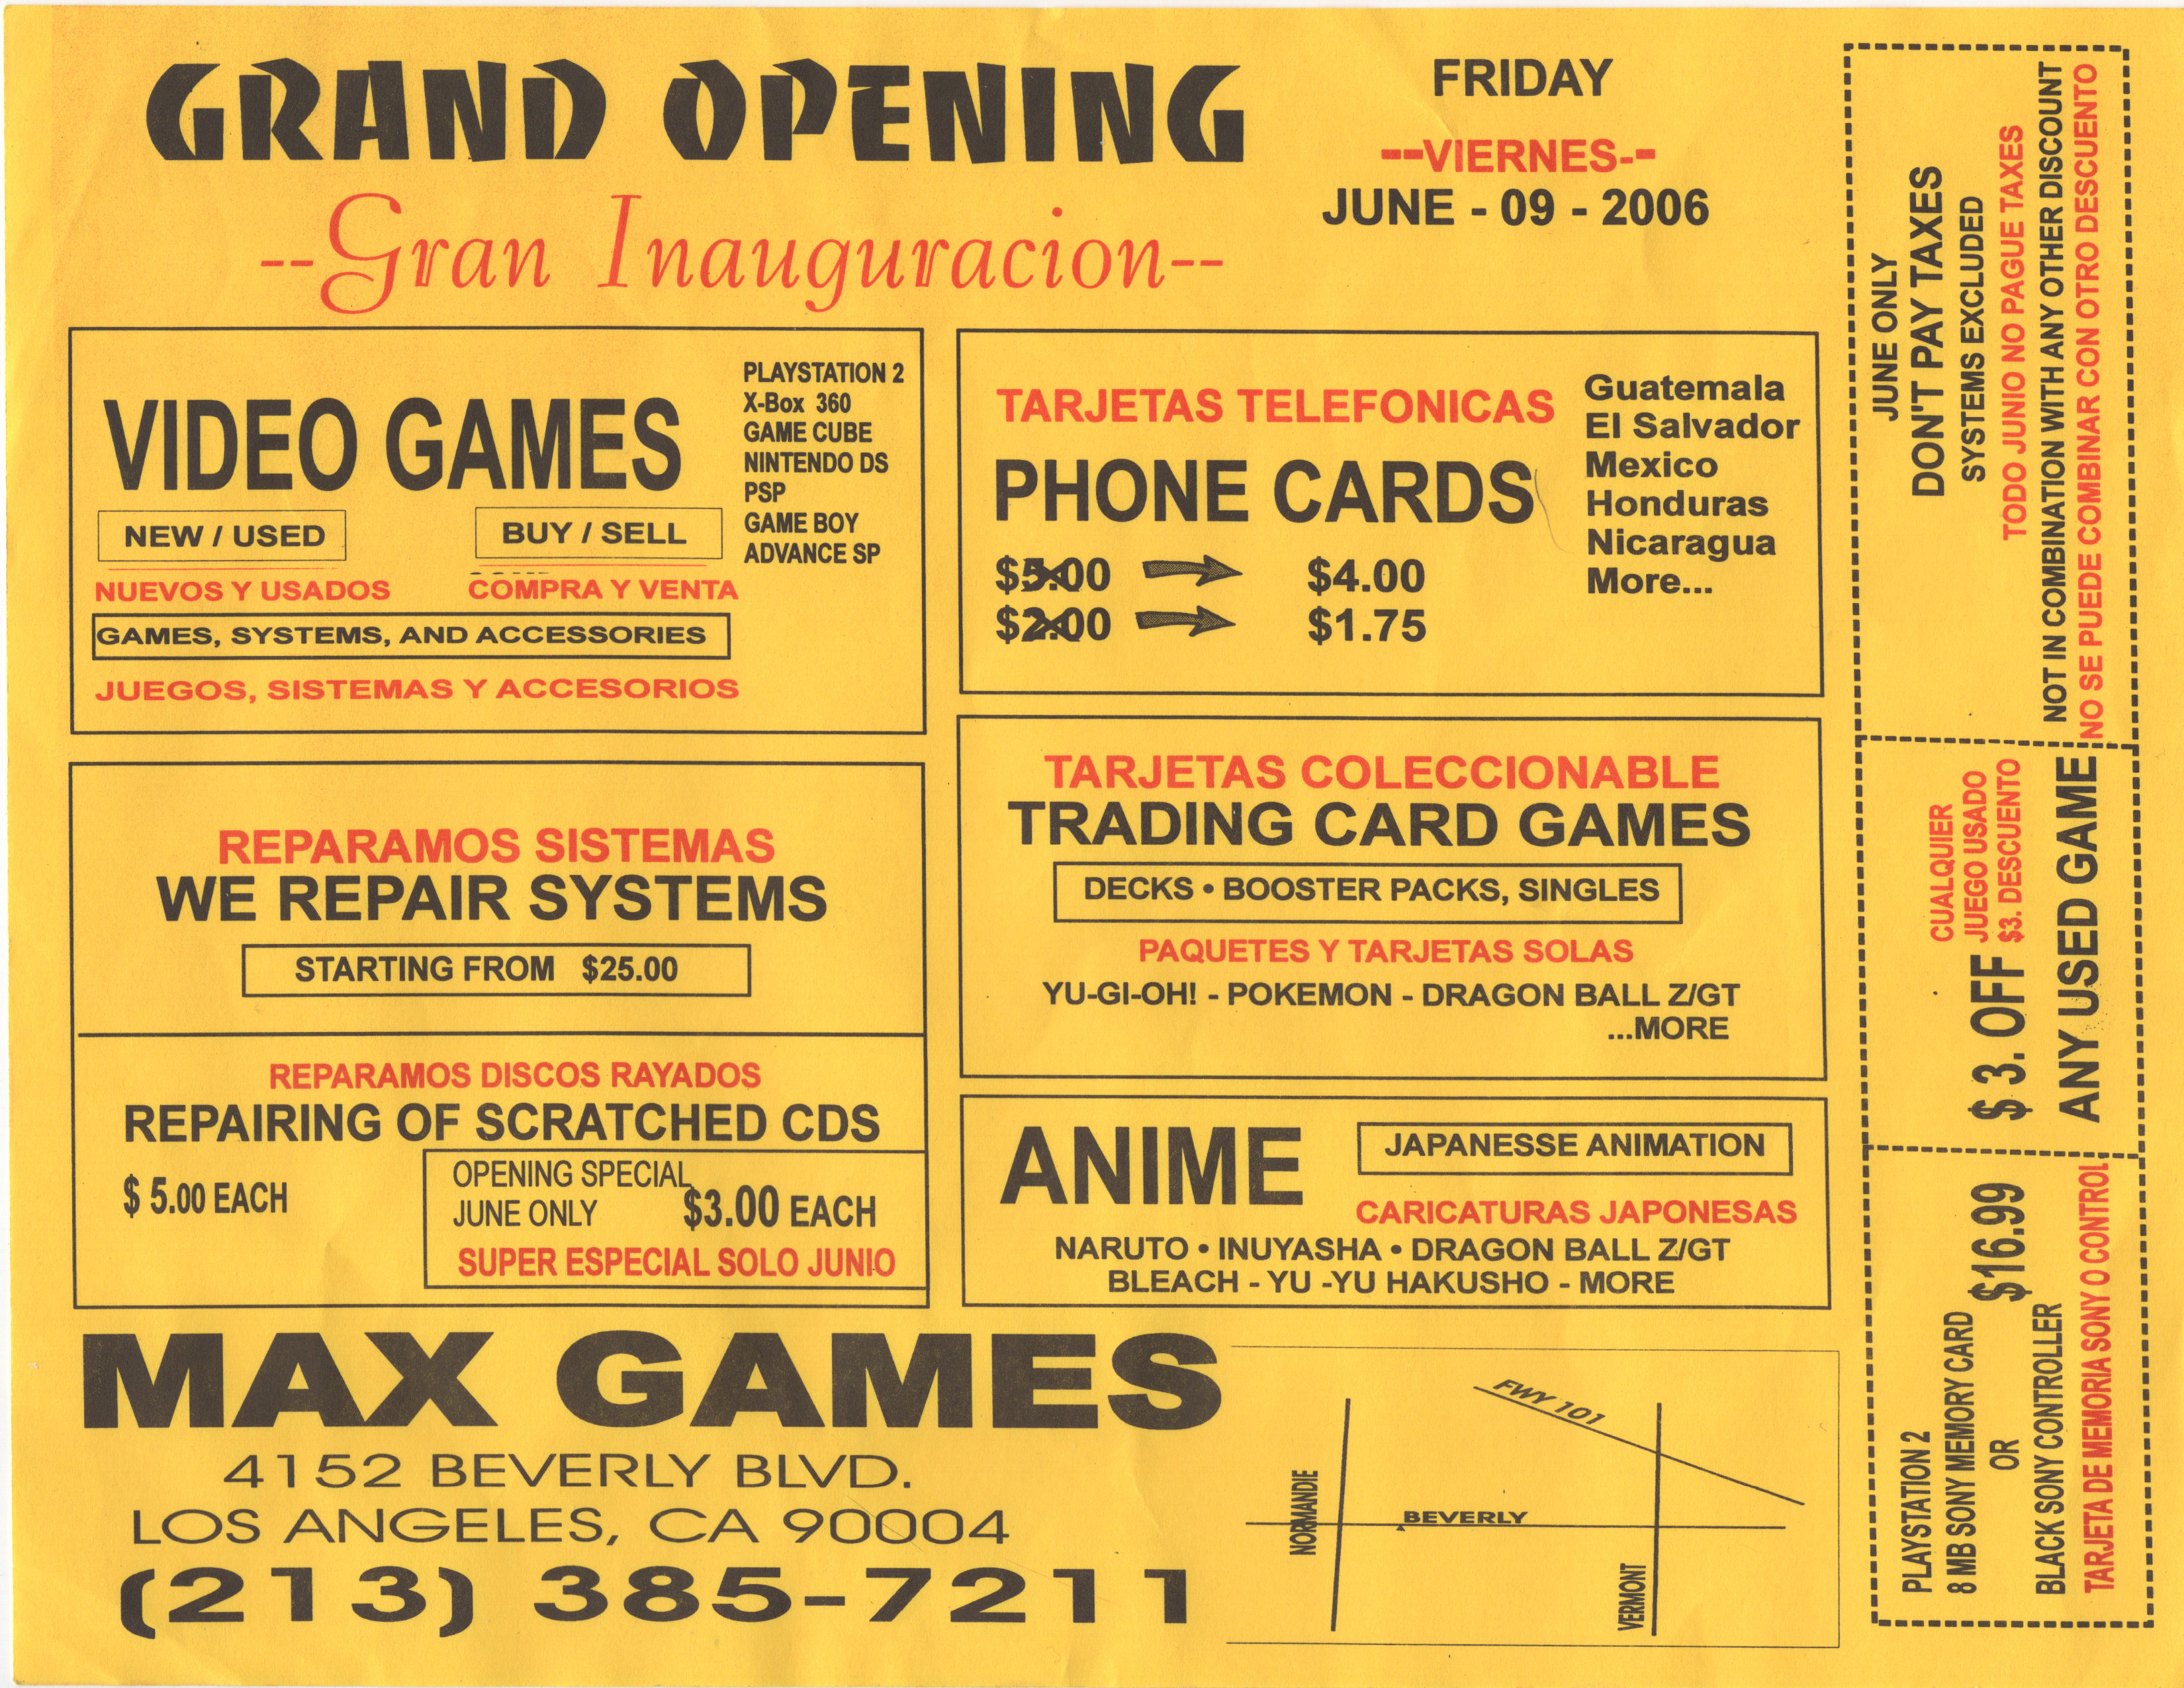 GRAND OPENING
--Gran Inauguracion--
FRIDAY
--VIERNES--
JUNE - 09 - 2006
VIDEO GAMES
NEW / USED
BUY / SELL
NUEVOS Y USADOS
COMPRA Y VENTA
GAMES, SYSTEMS, AND ACCESSORIES
JUEGOS, SISTEMAS Y ACCESORIOS
PLAYSTATION 2
X-Box 360
GAME CUBE
NINTENDO DS
PSP
GAME BOY
ADVANCE SP
TARJETAS TELEFONICAS
PHONE CARDS
$5.00 $4.00
$2.00 $1.75
Guatemala
El Salvador
Mexico
Honduras
Nicaragua
More...
REPARAMOS SISTEMAS
WE REPAIR SYSTEMS
STARTING FROM $25.00
REPARAMOS DISCOS RAYADOS
REPAIRING OF SCRATCHED CDS
$ 5.00 EACH
OPENING SPECIAL
JUNE ONLY $3.00 EACH
SUPER ESPECIAL SOLO JUNIO
TARJETAS COLECCIONABLE
TRADING CARD GAMES
DECKS • BOOSTER PACKS, SINGLES
PAQUETES Y TARJETAS SOLAS
YU-GI-OH! - POKEMON - DRAGON BALL Z/GT
...MORE
ANIME
JAPANESSE ANIMATION
CARICATURAS JAPONESAS
NARUTO • INUYASHA • DRAGON BALL Z/GT
BLEACH - YU -YU HAKUSHO - MORE
MAX GAMES
4152 BEVERLY BLVD.
LOS ANGELES, CA 90004
(213) 385-7211
FWY 101
NORMANDIE
BEVERLY
VERMONT
JUNE ONLY
DON'T PAY TAXES
SYSTEMS EXCLUDED
TODO JUNIO NO PAGUE TAXES
NOT IN COMBINATION WITH ANY OTHER DISCOUNT
NO SE PUEDE COMBINAR CON OTRO DESCUENTO
CUALQUIER
JUEGO USADO
$3. DESCUENTO
$ 3. OFF
ANY USED GAME
PLAYSTATION 2
8 MB SONY MEMORY CARD
OR
$16.99
BLACK SONY CONTROLLER
TARJETA DE MEMORIA SONY O CONTROL